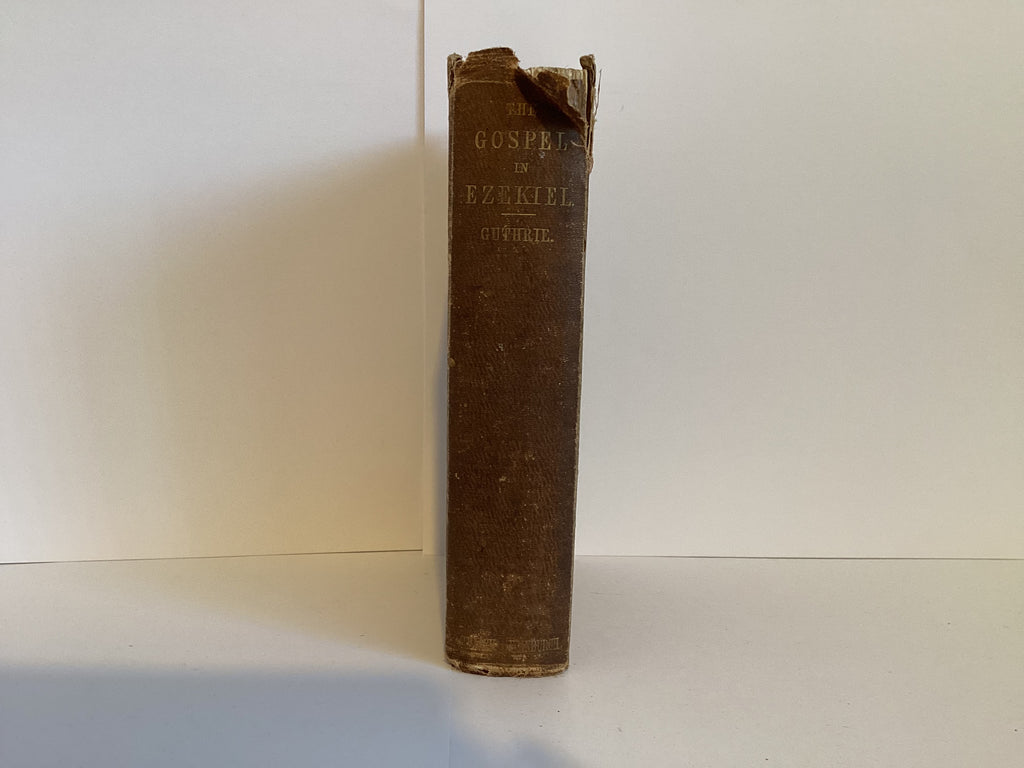 THE
GOSPEL
IN
EZEKIEL.
GUTHRIE.